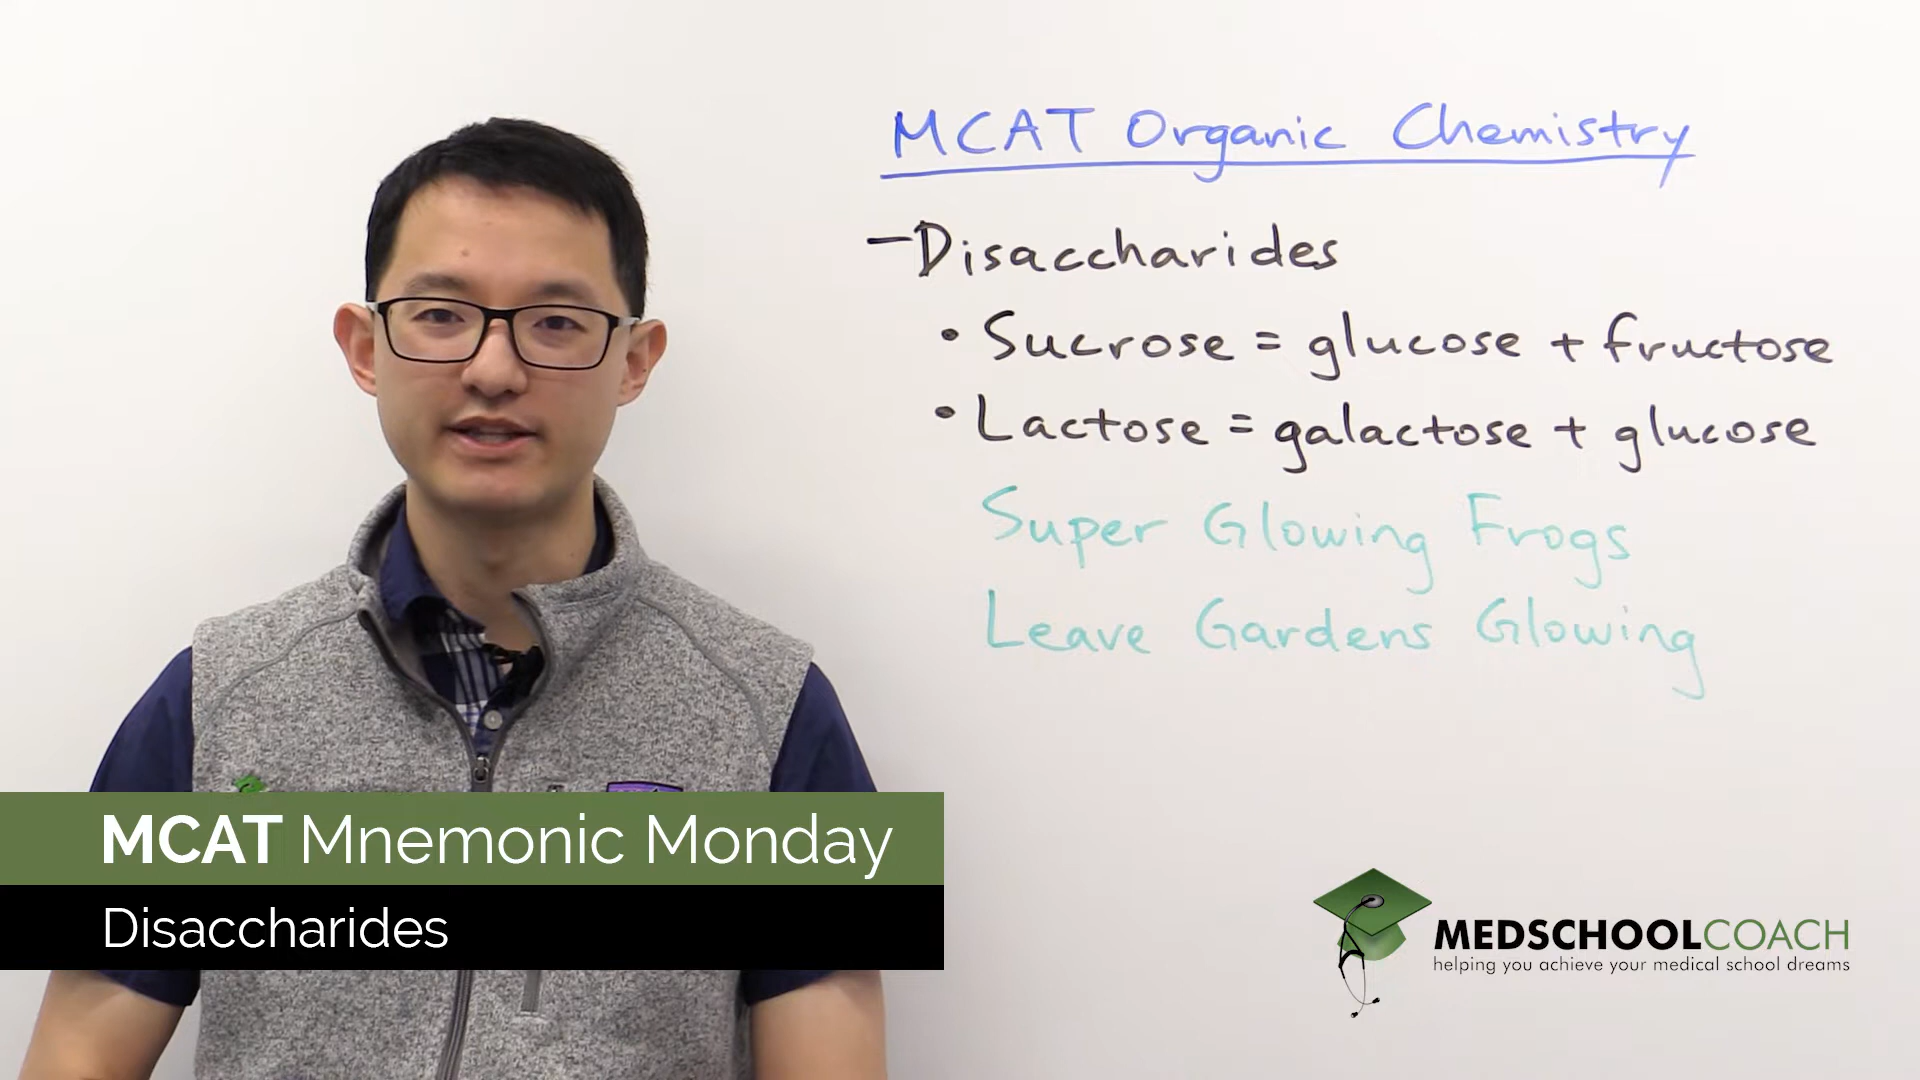 MCAT Organic Chemistry
- Disaccharides
• Sucrose = glucose + fructose
• Lactose = galactose + glucose
Super Glowing Frogs
Leave Gardens Glowing
MCAT Mnemonic Monday
Disaccharides
MEDSCHOOLCOACH
helping you achieve your medical school dreams